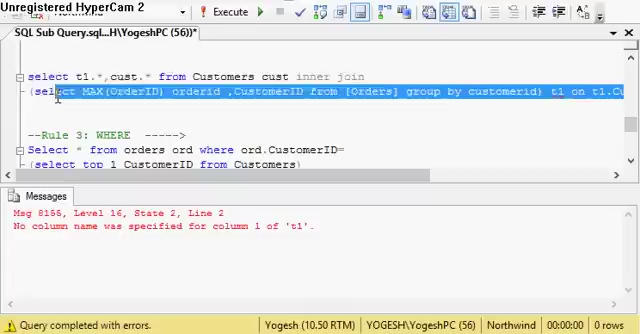 Unregistered HyperCam 2
Northwind
Execute
SQL Sub Query.sql...H\YogeshPC (56))*
select t1.*,cust.* from Customers cust inner join
(select MAX(OrderID) orderid ,CustomerID from [Orders] group by customerid) t1 on t1.Cu
--Rule 3: WHERE ----->
Select * from orders ord where ord.CustomerID=
(select top 1 CustomerID from Customers)
Messages
Msg 8155, Level 16, State 2, Line 2
No column name was specified for column 1 of 't1'.
Query completed with errors.
Yogesh (10.50 RTM)
YOGESH\YogeshPC (56)
Northwind
00:00:00
0 rows